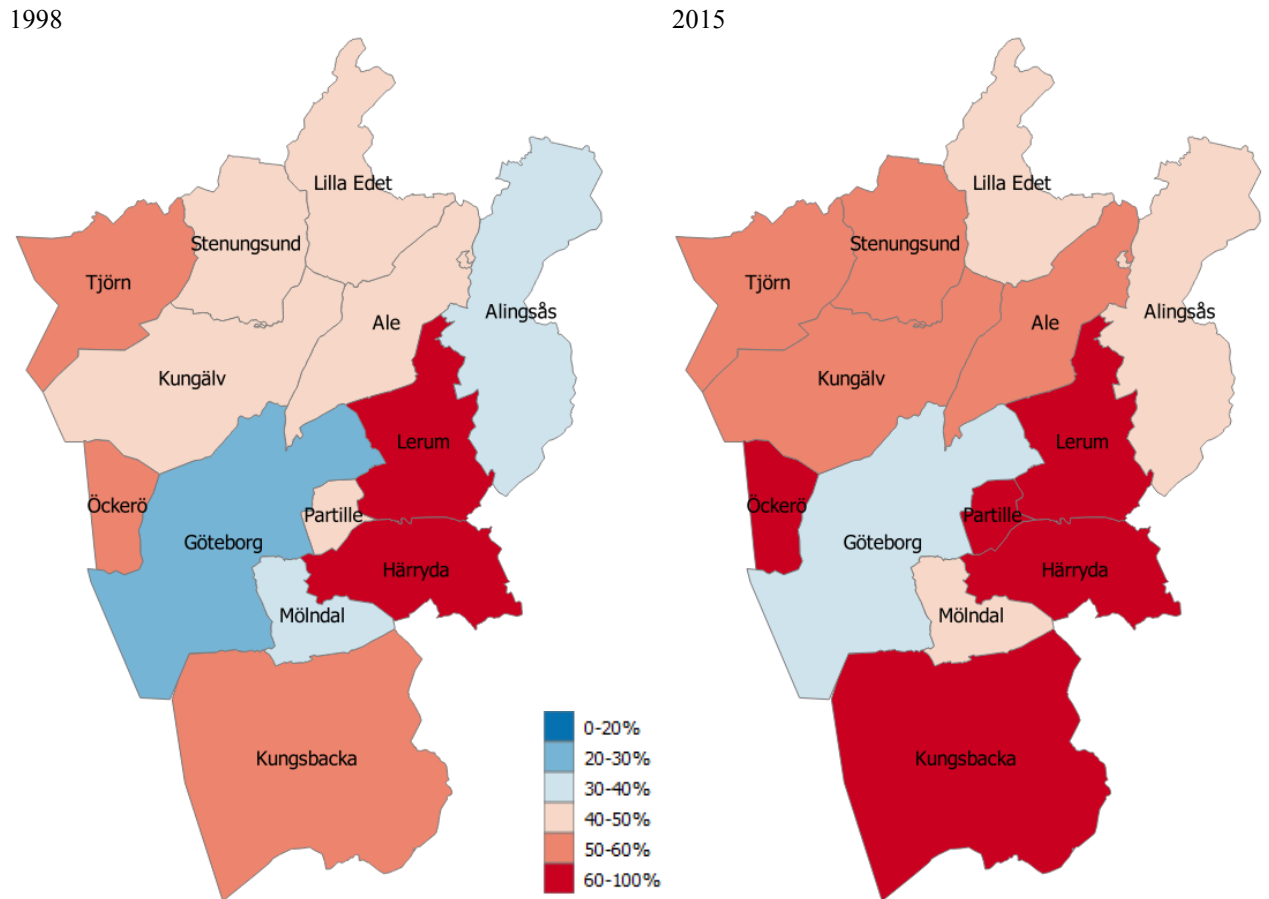 1998
2015
Lilla Edet
Stenungsund
Tjörn
Alingsås
Ale
Kungälv
Lerum
Öckerö
Partille
Göteborg
Härryda
Mölndal
Kungsbacka
0-20%
20-30%
30-40%
40-50%
50-60%
60-100%
Lilla Edet
Stenungsund
Tjörn
Alingsås
Ale
Kungälv
Lerum
Öckerö
Partille
Göteborg
Härryda
Mölndal
Kungsbacka